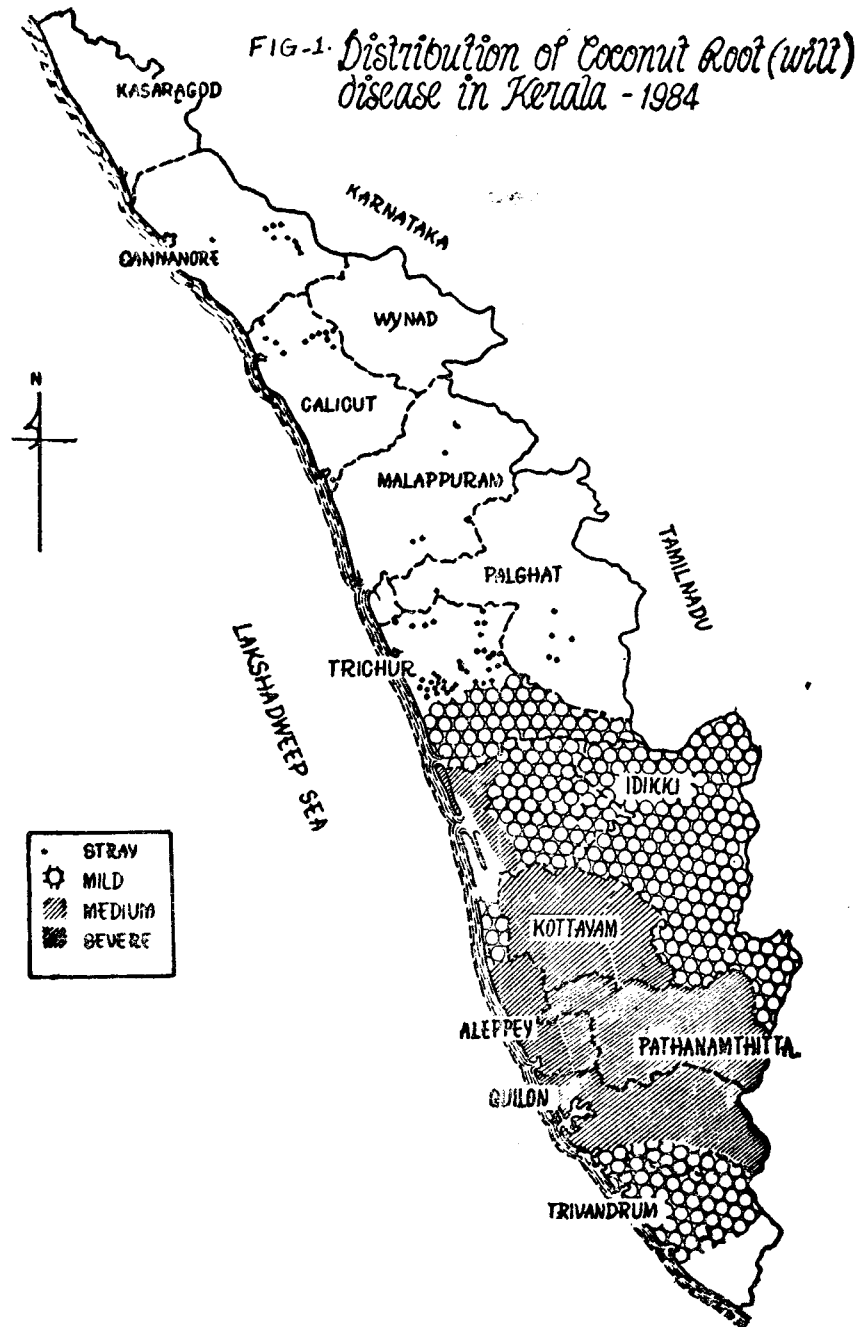 FIG-1. Distribution of Coconut Root (wilt)
disease in Kerala - 1984
KASARAGOD
KARNATAKA
CANNANORE
WYNAD
N
CALICUT
MALAPPURAM
PALGHAT
TAMILNADU
TRICHUR
LAKSHADWEEP SEA
IDIKKI
STRAY
MILD
MEDIUM
SEVERE
KOTTAYAM
ALEPPEY
PATHANAMTHITTA
QUILON
TRIVANDRUM